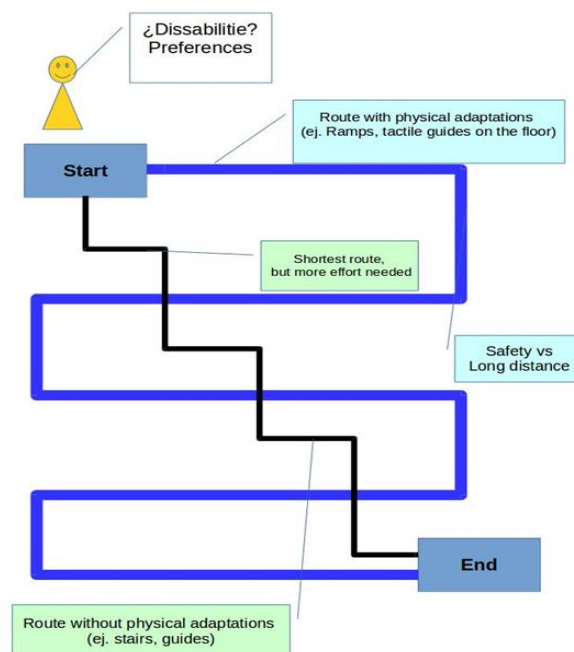 ¿Dissabilitie?
Preferences
Route with physical adaptations
(ej. Ramps, tactile guides on the floor)
Start
Shortest route,
but more effort needed
Safety vs
Long distance
End
Route without physical adaptations
(ej. stairs, guides)